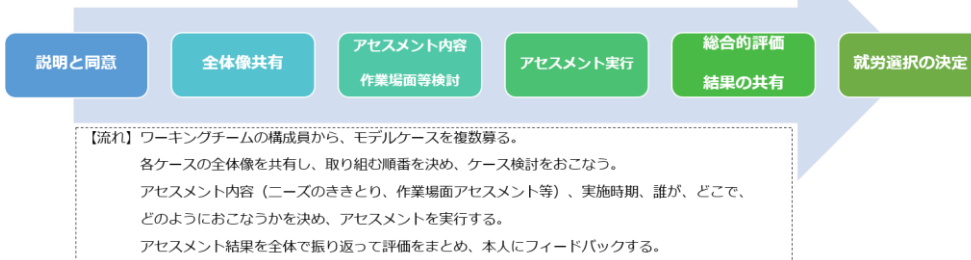 説明と同意
全体像共有
アセスメント内容
作業場面等検討
アセスメント実行
総合的評価
結果の共有
就労選択の決定
【流れ】ワーキングチームの構成員から、モデルケースを複数募る。
各ケースの全体像を共有し、取り組む順番を決め、ケース検討をおこなう。
アセスメント内容（ニーズのききとり、作業場面アセスメント等）、実施時期、誰が、どこで、
どのようにおこなうかを決め、アセスメントを実行する。
アセスメント結果を全体で振り返って評価をまとめ、本人にフィードバックする。